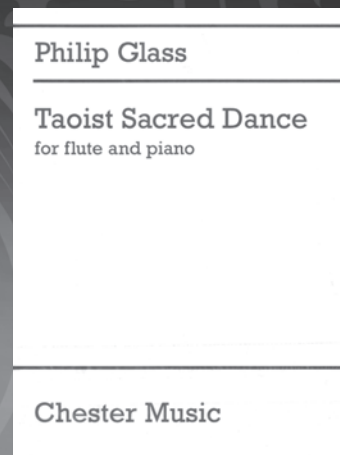 Philip Glass
Taoist Sacred Dance
for flute and piano
Chester Music